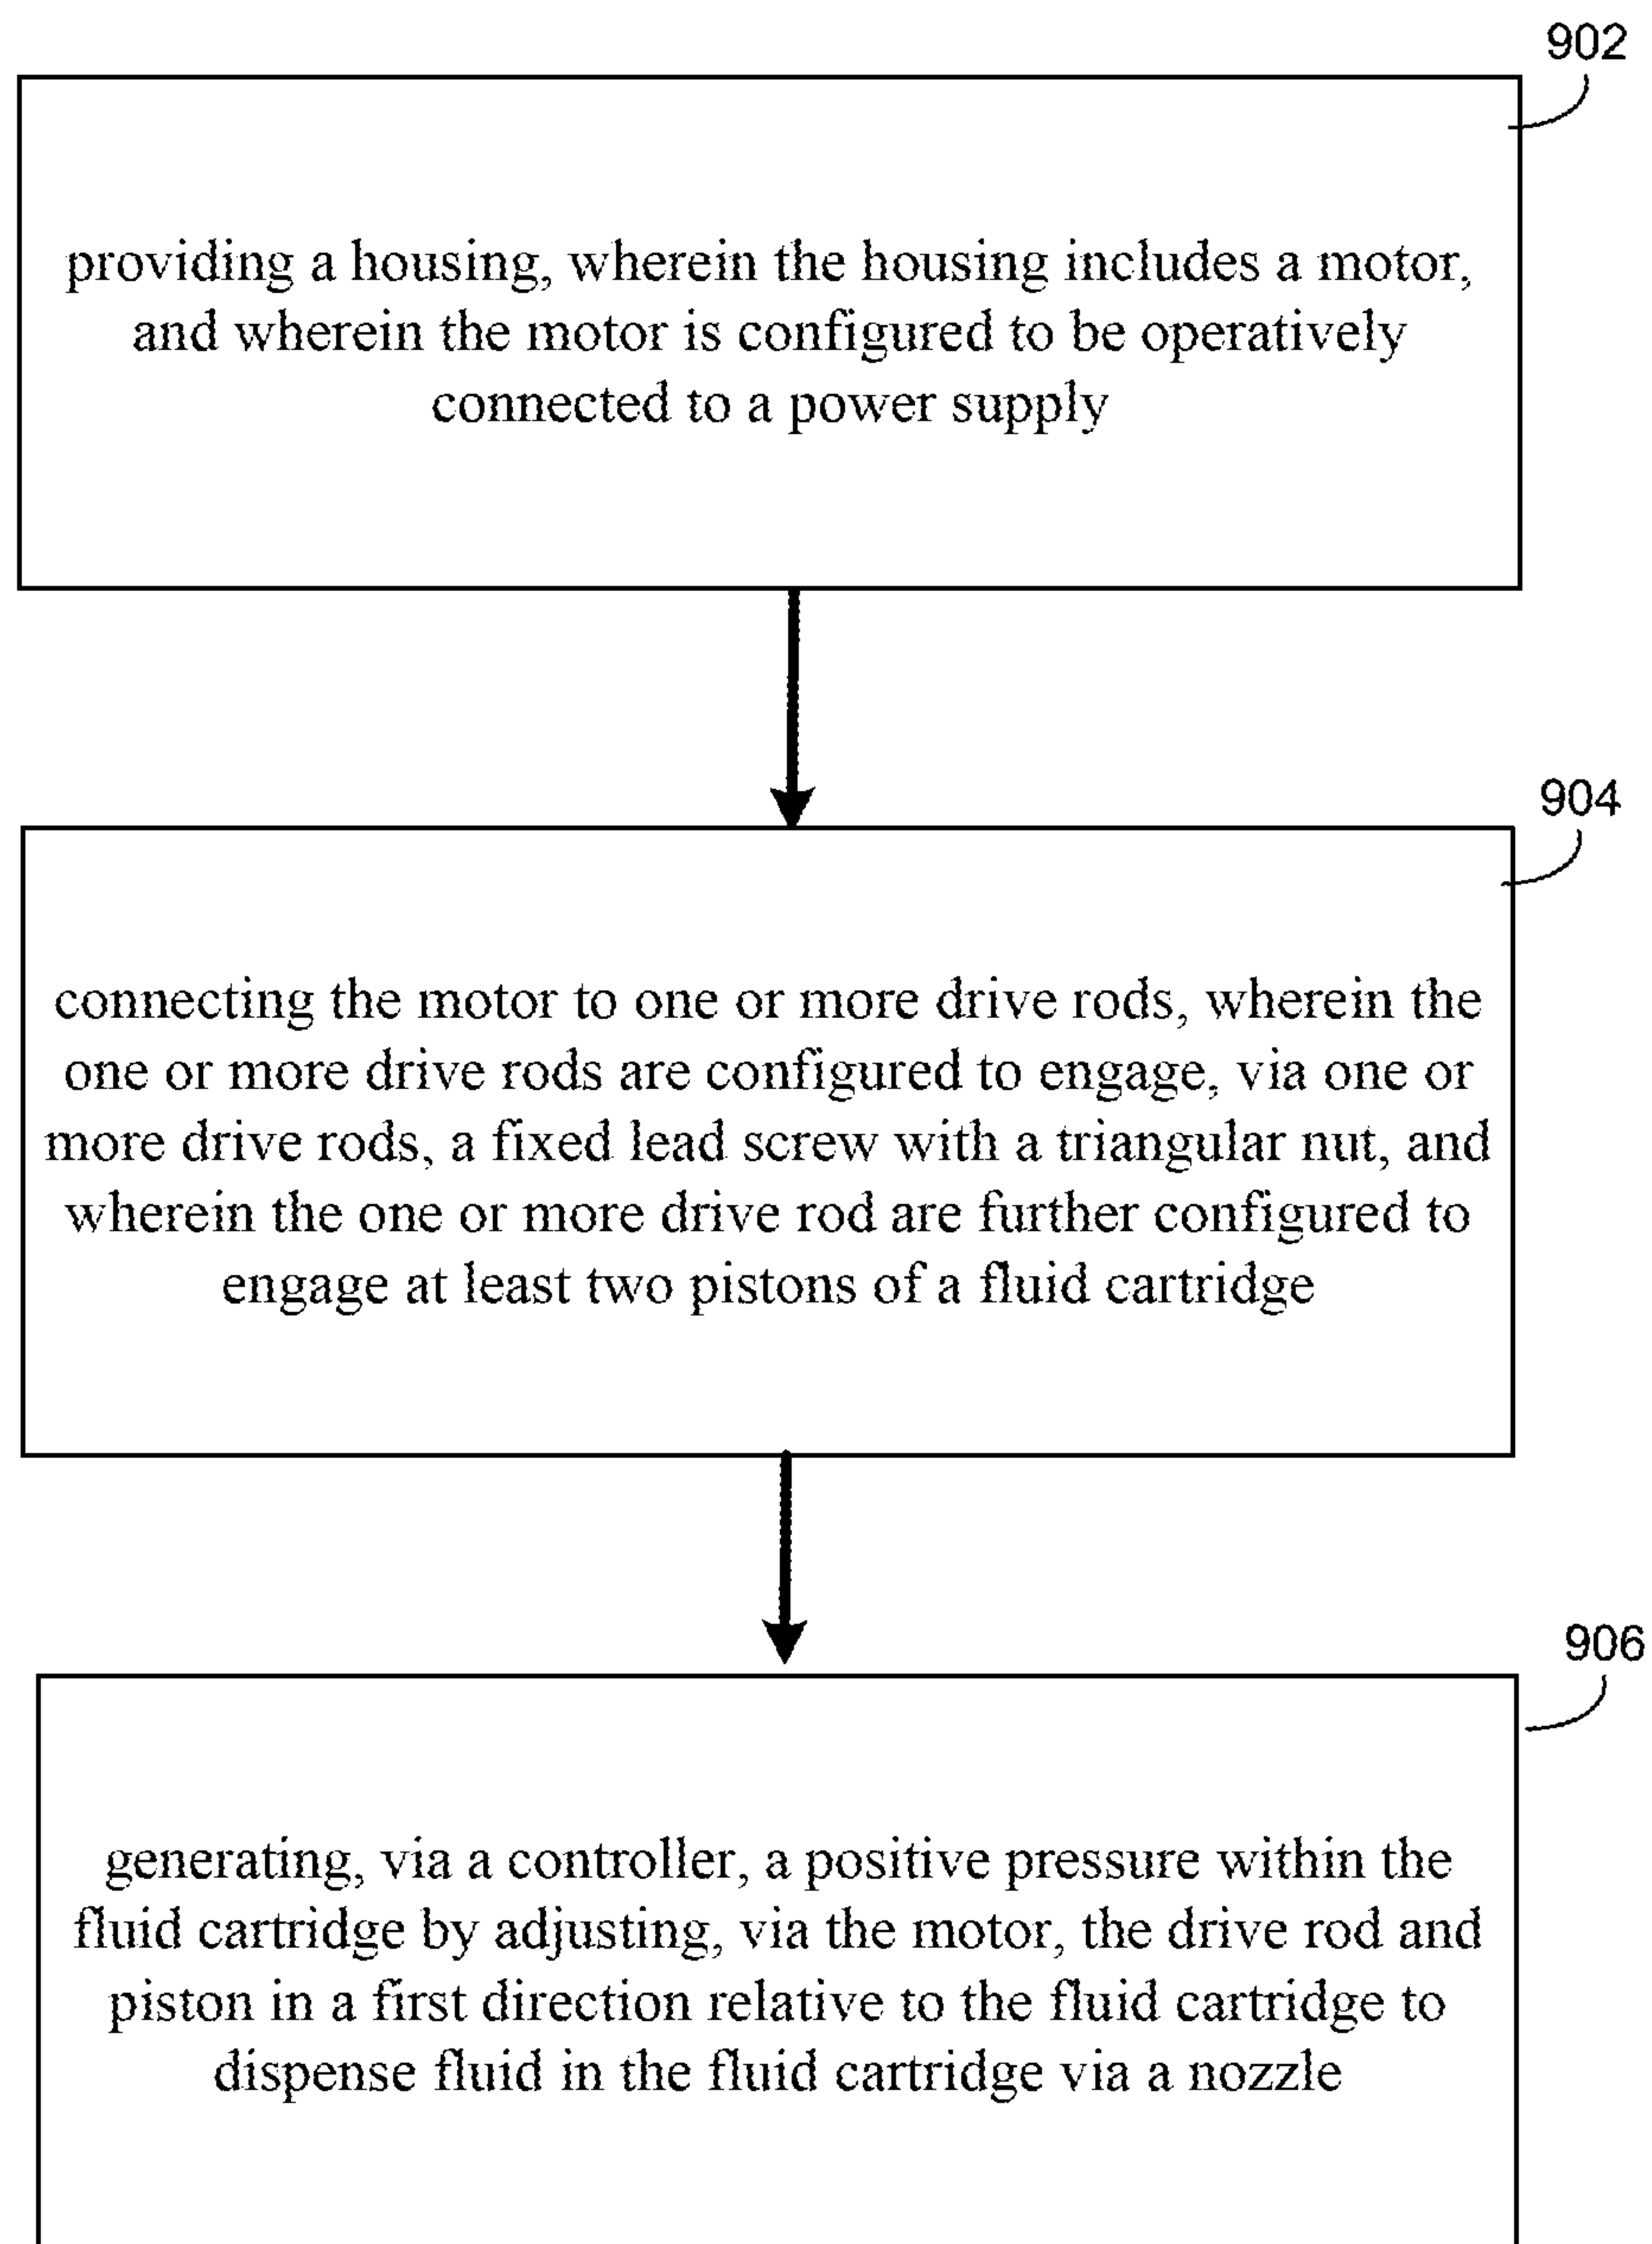 902
providing a housing, wherein the housing includes a motor,
and wherein the motor is configured to be operatively
connected to a power supply
904
connecting the motor to one or more drive rods, wherein the
one or more drive rods are configured to engage, via one or
more drive rods, a fixed lead screw with a triangular nut, and
wherein the one or more drive rod are further configured to
engage at least two pistons of a fluid cartridge
906
generating, via a controller, a positive pressure within the
fluid cartridge by adjusting, via the motor, the drive rod and
piston in a first direction relative to the fluid cartridge to
dispense fluid in the fluid cartridge via a nozzle